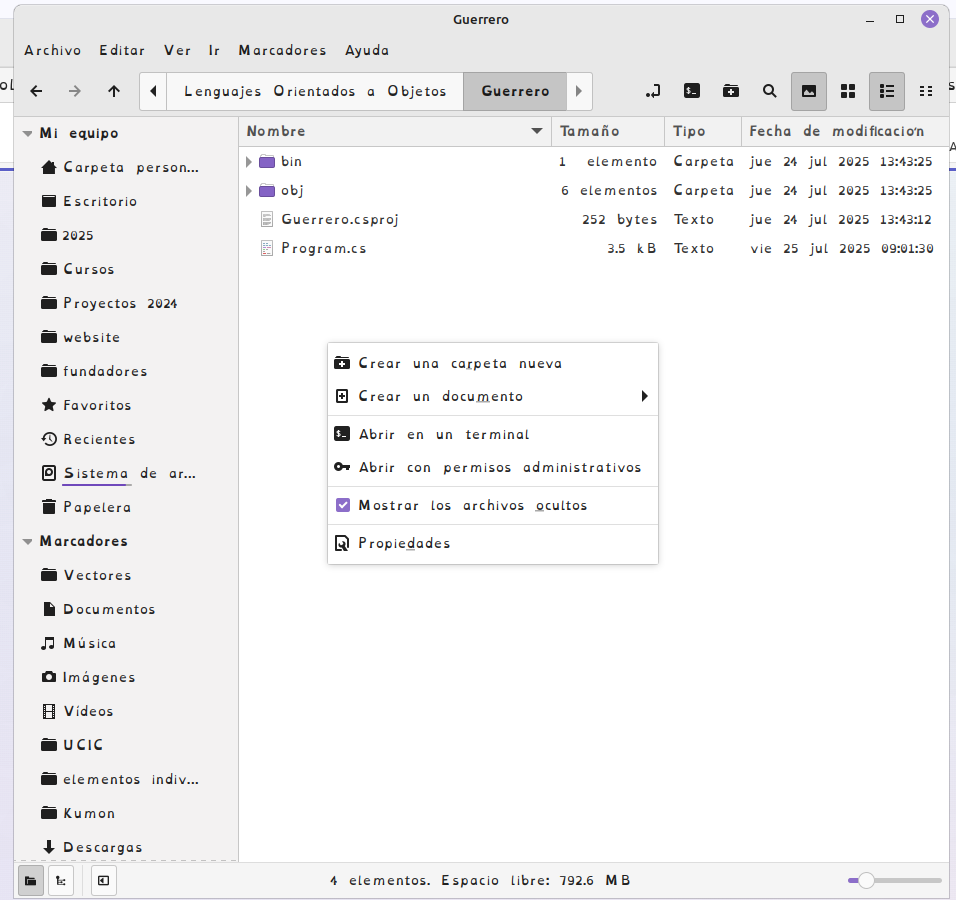 Guerrero
Archivo Editar Ver Ir Marcadores Ayuda
Lenguajes Orientados a Objetos Guerrero
Mi equipo
Carpeta person...
Escritorio
2025
Cursos
Proyectos 2024
website
fundadores
Favoritos
Recientes
Sistema de ar...
Papelera
Marcadores
Vectores
Documentos
Música
Imágenes
Vídeos
UCIC
elementos indiv...
Kumon
Descargas
Nombre Tamaño Tipo Fecha de modificación
bin 1 elemento Carpeta jue 24 jul 2025 13:43:25
obj 6 elementos Carpeta jue 24 jul 2025 13:43:25
Guerrero.csproj 252 bytes Texto jue 24 jul 2025 13:43:12
Program.cs 3.5 kB Texto vie 25 jul 2025 09:01:30
Crear una carpeta nueva
Crear un documento
Abrir en un terminal
Abrir con permisos administrativos
Mostrar los archivos ocultos
Propiedades
4 elementos. Espacio libre: 792.6 MB